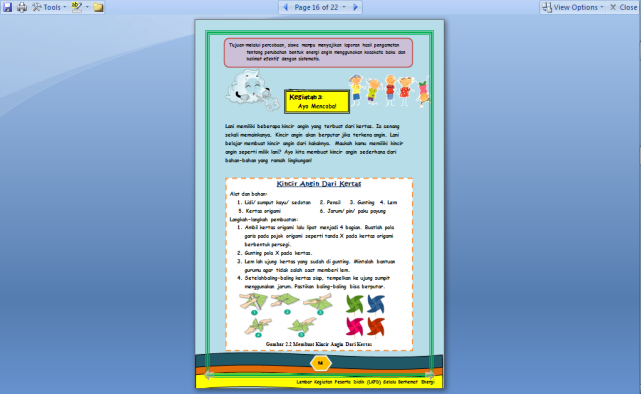 Tools
Page 16 of 22
View Options
Close
Tujuan:melalui percobaan, siswa mampu menyajikan laporan hasil pengamatan
tentang perubahan bentuk energi angin menggunakan kosakata baku dan
kalimat efektif dengan sistematis.
Kegiatan 3
Ayo Mencoba!
Lani memiliki beberapa kincir angin yang terbuat dari kertas. Ia senang
sekali memainkanya. Kincir angin akan berputar jika terkena angin. Lani
belajar membuat kincir angin dari kakaknya. Maukah kamu memiliki kincir
angin seperti milik lani? Ayo kita membuat kincir angin sederhana dari
bahan-bahan yang ramah lingkungan!
Kincir Angin Dari Kertas
Alat dan bahan:
1. Lidi/ sumput kayu/ sedotan 2. Pensil 3. Gunting 4. Lem
5. Kertas origami 6. Jarum/ pin/ paku payung
Langkah-langkah pembuatan:
1. Ambil kertas origami lalu lipat menjadi 4 bagian. Buatlah pola
garis pada pojok origami seperti tanda X pada kertas origami
berbentuk persegi.
2. Gunting pola X pada kertas.
3. Lem lah ujung kertas yang sudah di gunting. Mintalah bantuan
gurumu agar tidak salah saat memberi lem.
4. Setelahbaling-baling kertas siap, tempelkan ke ujung sumpit
menggunakan jarum. Pastikan baling-baling bisa berputar.
Gambar 2.2 Membuat Kincir Angin Dari Kertas
Lembar Kegiatan Peserta Didik (LKPD) Selalu Berhemat Energi